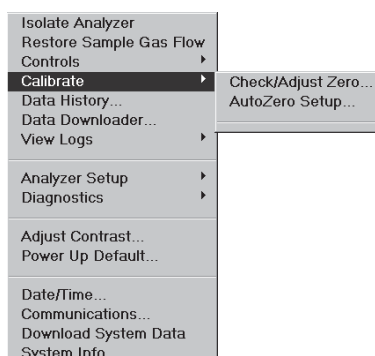 Isolate Analyzer
Restore Sample Gas Flow
Controls
Calibrate
Check/Adjust Zero...
AutoZero Setup...
Data History...
Data Downloader...
View Logs
Analyzer Setup
Diagnostics
Adjust Contrast...
Power Up Default...
Date/Time...
Communications...
Download System Data
System Info